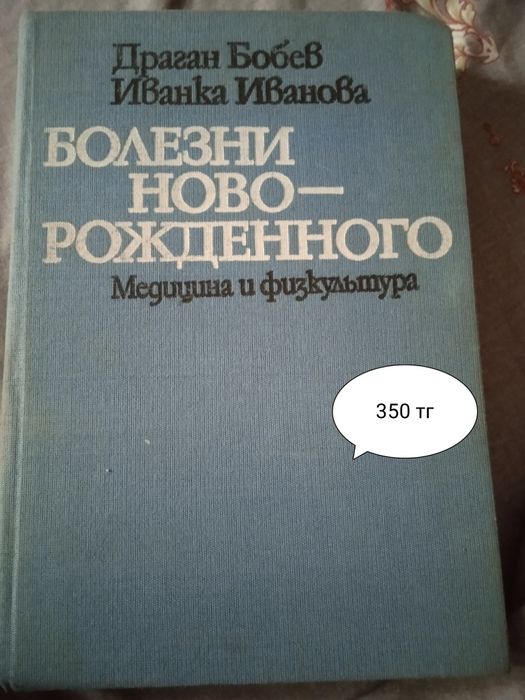 Драган Бобев
Иванка Иванова
БОЛЕЗНИ
НОВО—
РОЖДЕННОГО
Медицина и физкультура
350 тг